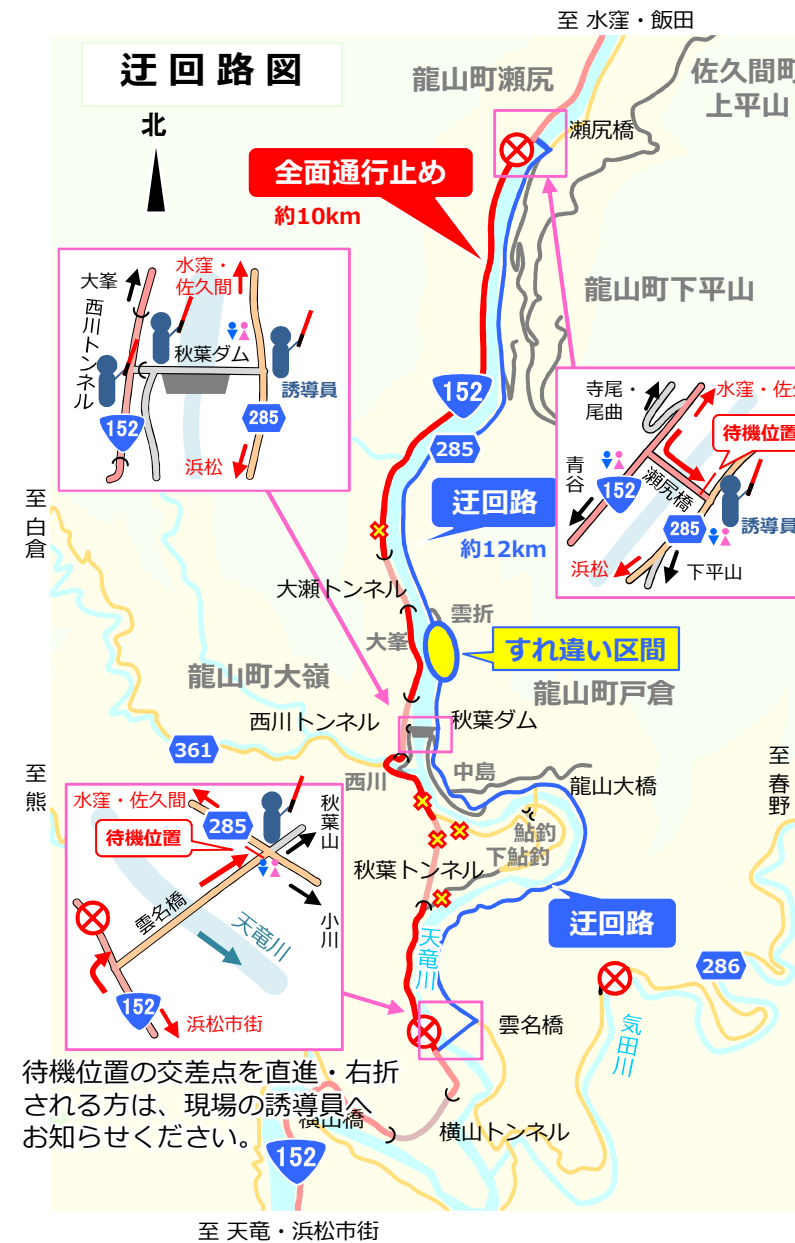 至 水窪・飯田
迂回路図
北
龍山町瀬尻
佐久間町
上平山
瀬尻橋
全面通行止め
約10km
龍山町下平山
大峯
水窪・
佐久間
西川トンネル
秋葉ダム
誘導員
152
285
浜松
152
285
寺尾・
尾曲
水窪・佐
待機位置
青谷
瀬尻橋
152
285
誘導員
浜松
下平山
至白倉
迂回路
約12km
大瀬トンネル
雲折
大峯
すれ違い区間
龍山町大嶺
龍山町戸倉
西川トンネル
秋葉ダム
361
至熊
西川
中島
龍山大橋
至春野
水窪・佐久間
285
秋葉山
待機位置
雲名橋
小川
天竜川
152
浜松市街
鮎釣
下鮎釣
秋葉トンネル
迂回路
天竜川
286
雲名橋
気田川
待機位置の交差点を直進・右折
される方は、現場の誘導員へ
お知らせください。
横山橋
横山トンネル
152
至 天竜・浜松市街